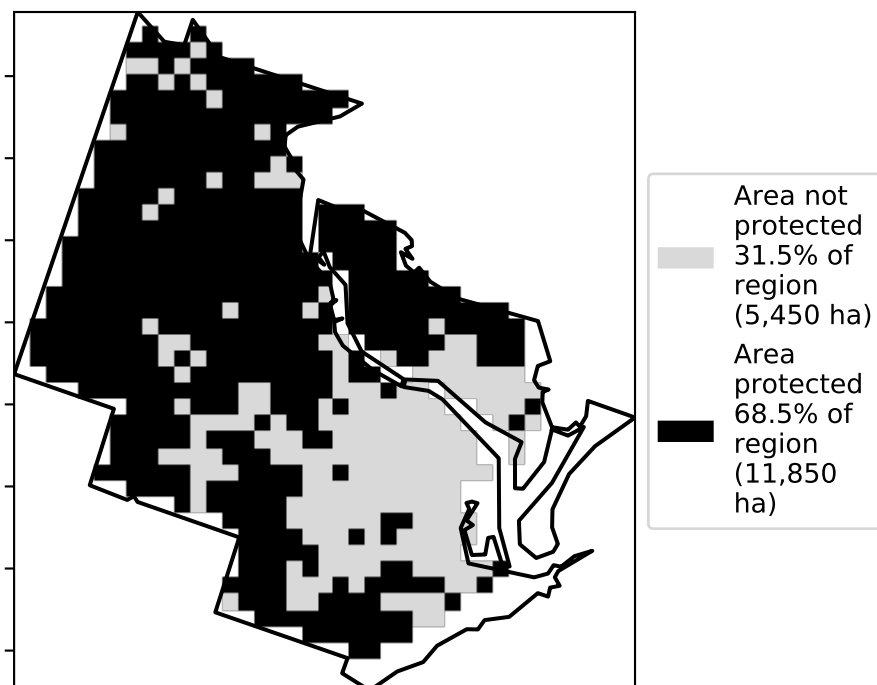 Area not
protected
31.5% of
region
(5,450 ha)
Area
protected
68.5% of
region
(11,850
ha)